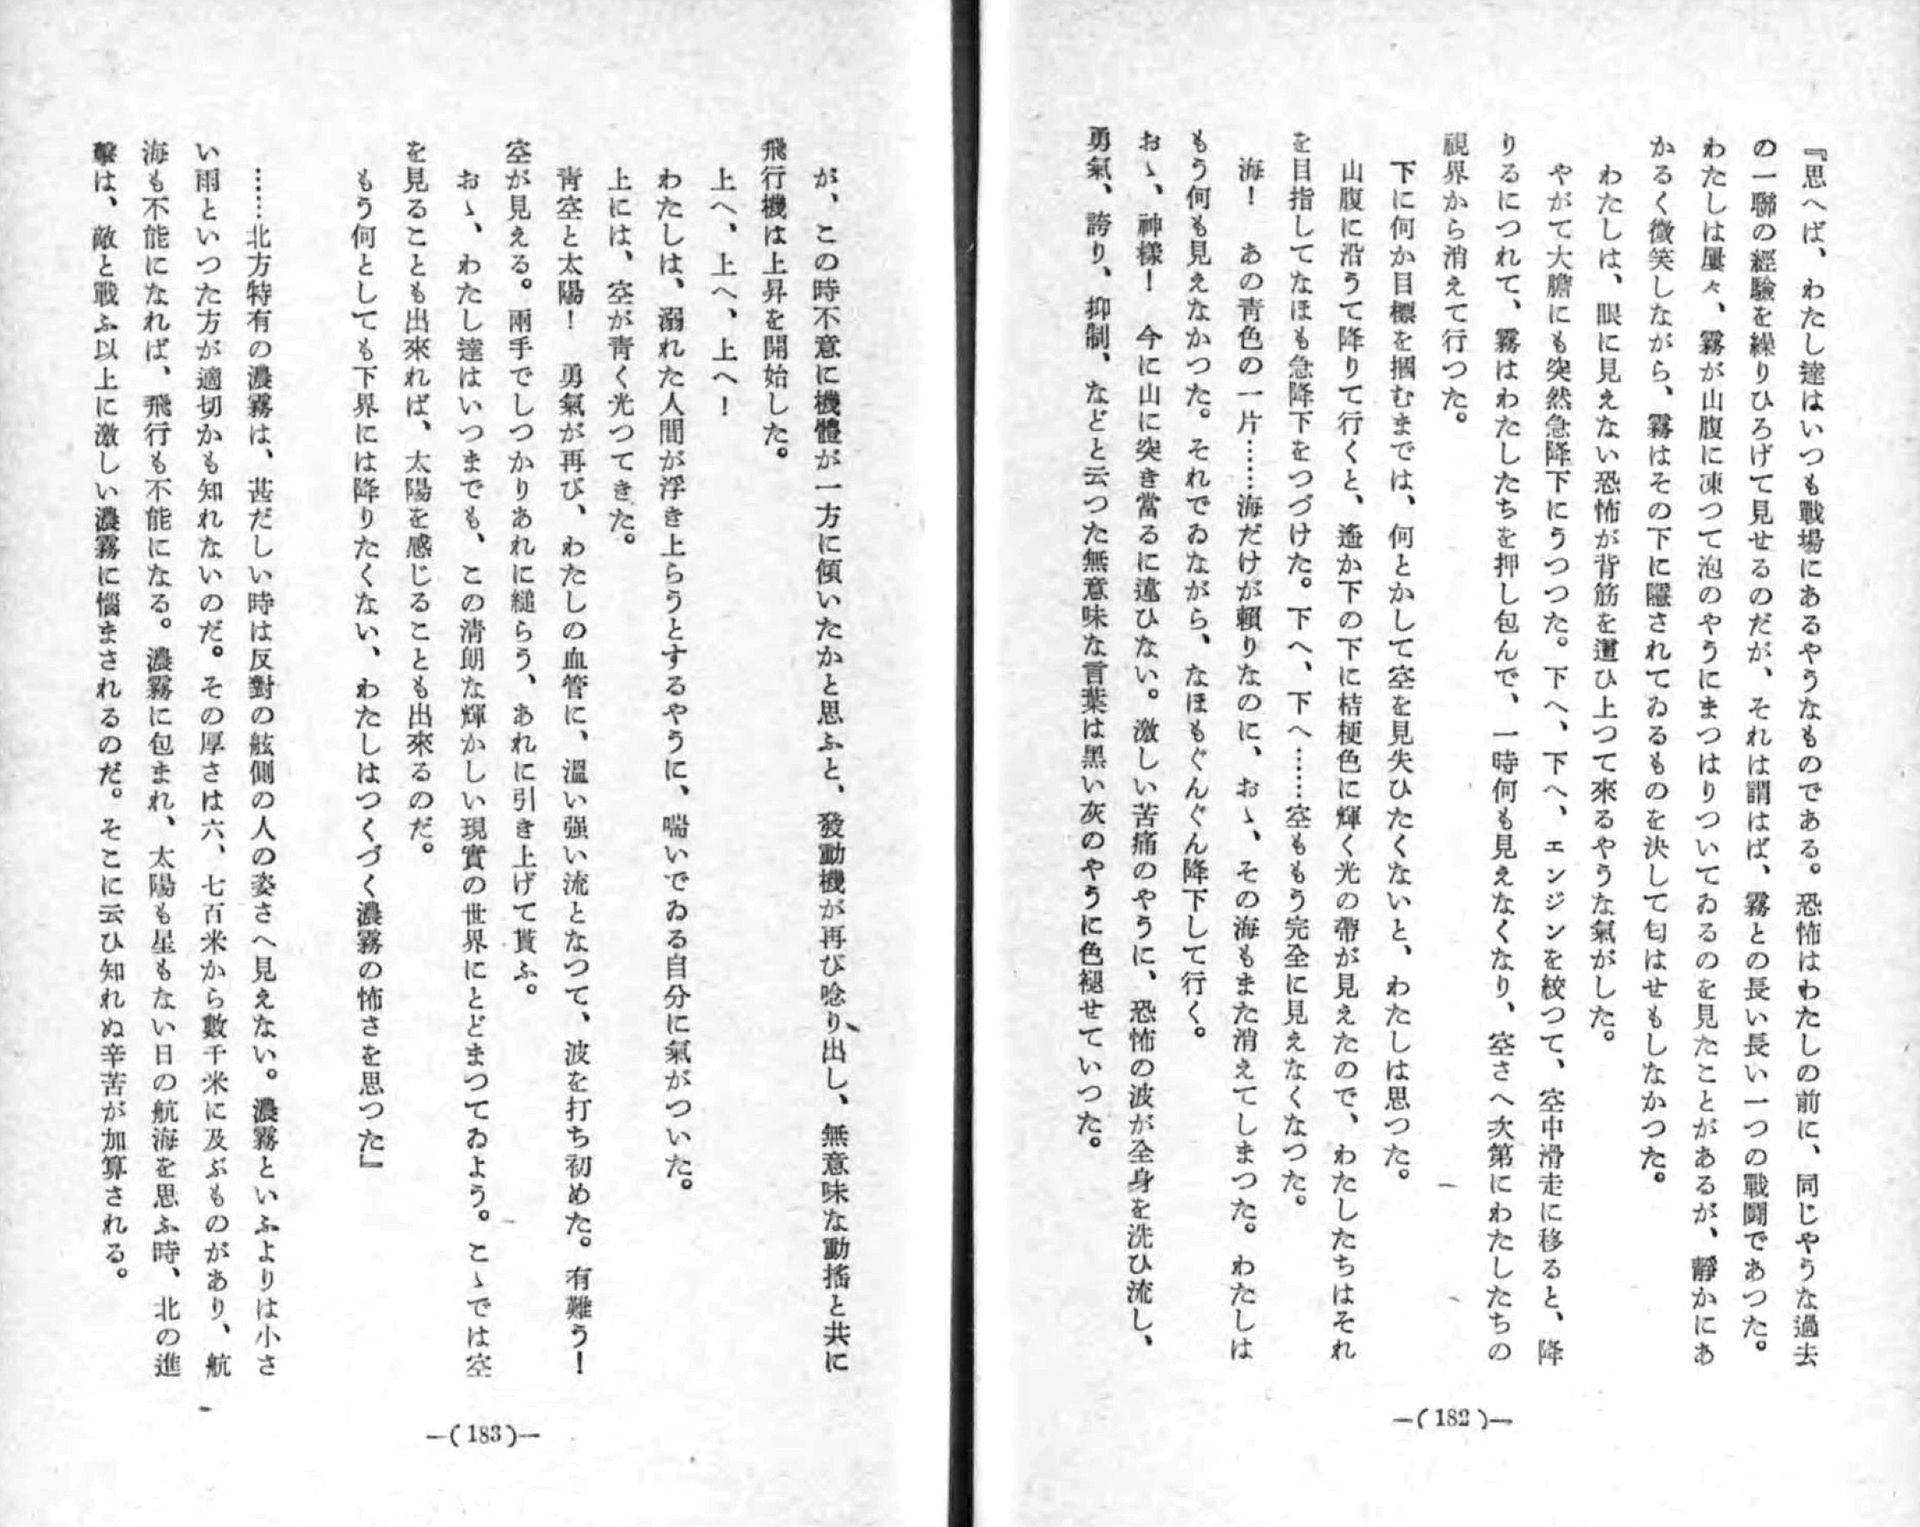 『思へば、わたし達はいつも戰場にあるやうなものである。恐怖はわたしの前に、同じやうな過去
の一聯の經驗を繰りひろげて見せるのだが、それは謂はば、霧との長い長い一つの戰鬪であつた。
わたしは屢々、霧が山腹に凍つて泡のやうにまつはりついてゐるのを見たことがあるが、靜かにあ
かるく微笑しながら、霧はその下に隱されてゐるものを決して匂はせもしなかつた。
わたしは、眼に見えない恐怖が背筋を這ひ上つて來るやうな氣がした。
やがて大膽にも突然急降下にうつつた。下へ、下へ、エンジンを絞つて、空中滑走に移ると、降
りるにつれて、霧はわたしたちを押し包んで、一時何も見えなくなり、空さへ次第にわたしたちの
視界から消えて行つた。
下に何か目標を摑むまでは、何とかして空を見失ひたくないと、わたしは思つた。
山腹に沿うて降りて行くと、遙か下の下に桔梗色に輝く光の帶が見えたので、わたしたちはそれ
を目指してなほも急降下をつづけた。下へ、下へ……空ももう完全に見えなくなつた。
海！　あの青色の一片……海だけが賴りなのに、おゝ、その海もまた消えてしまつた。わたしは
もう何も見えなかつた。それでゐながら、なほもぐんぐん降下して行く。
おゝ、神樣！　今に山に突き當るに違ひない。激しい苦痛のやうに、恐怖の波が全身を洗ひ流し、
勇氣、誇り、抑制、などと云つた無意味な言葉は黑い灰のやうに色褪せていつた。
—( 182 )—
が、この時不意に機體が一方に傾いたかと思ふと、發動機が再び唸り出し、無意味な動搖と共に
飛行機は上昇を開始した。
上へ、上へ、上へ！
わたしは、溺れた人間が浮き上らうとするやうに、喘いでゐる自分に氣がついた。
上には、空が青く光つてきた。
青空と太陽！　勇氣が再び、わたしの血管に、溫い强い流となつて、波を打ち初めた。有難う！
空が見える。兩手でしつかりあれに縋らう、あれに引き上げて貰ふ。
おゝ、わたし達はいつまでも、この清朗な輝かしい現實の世界にとどまつてゐよう。こゝでは空
を見ることも出來れば、太陽を感じることも出來るのだ。
もう何としても下界には降りたくない、わたしはつくづく濃霧の怖さを思つた』
……北方特有の濃霧は、甚だしい時は反對の舷側の人の姿さへ見えない。濃霧といふよりは小さ
い雨といつた方が適切かも知れないのだ。その厚さは六、七百米から數千米に及ぶものがあり、航
海も不能になれば、飛行も不能になる。濃霧に包まれ、太陽も星もない日の航海を思ふ時、北の進
擊は、敵と戰ふ以上に激しい濃霧に惱まされるのだ。そこに云ひ知れぬ辛苦が加算される。
—( 183 )—